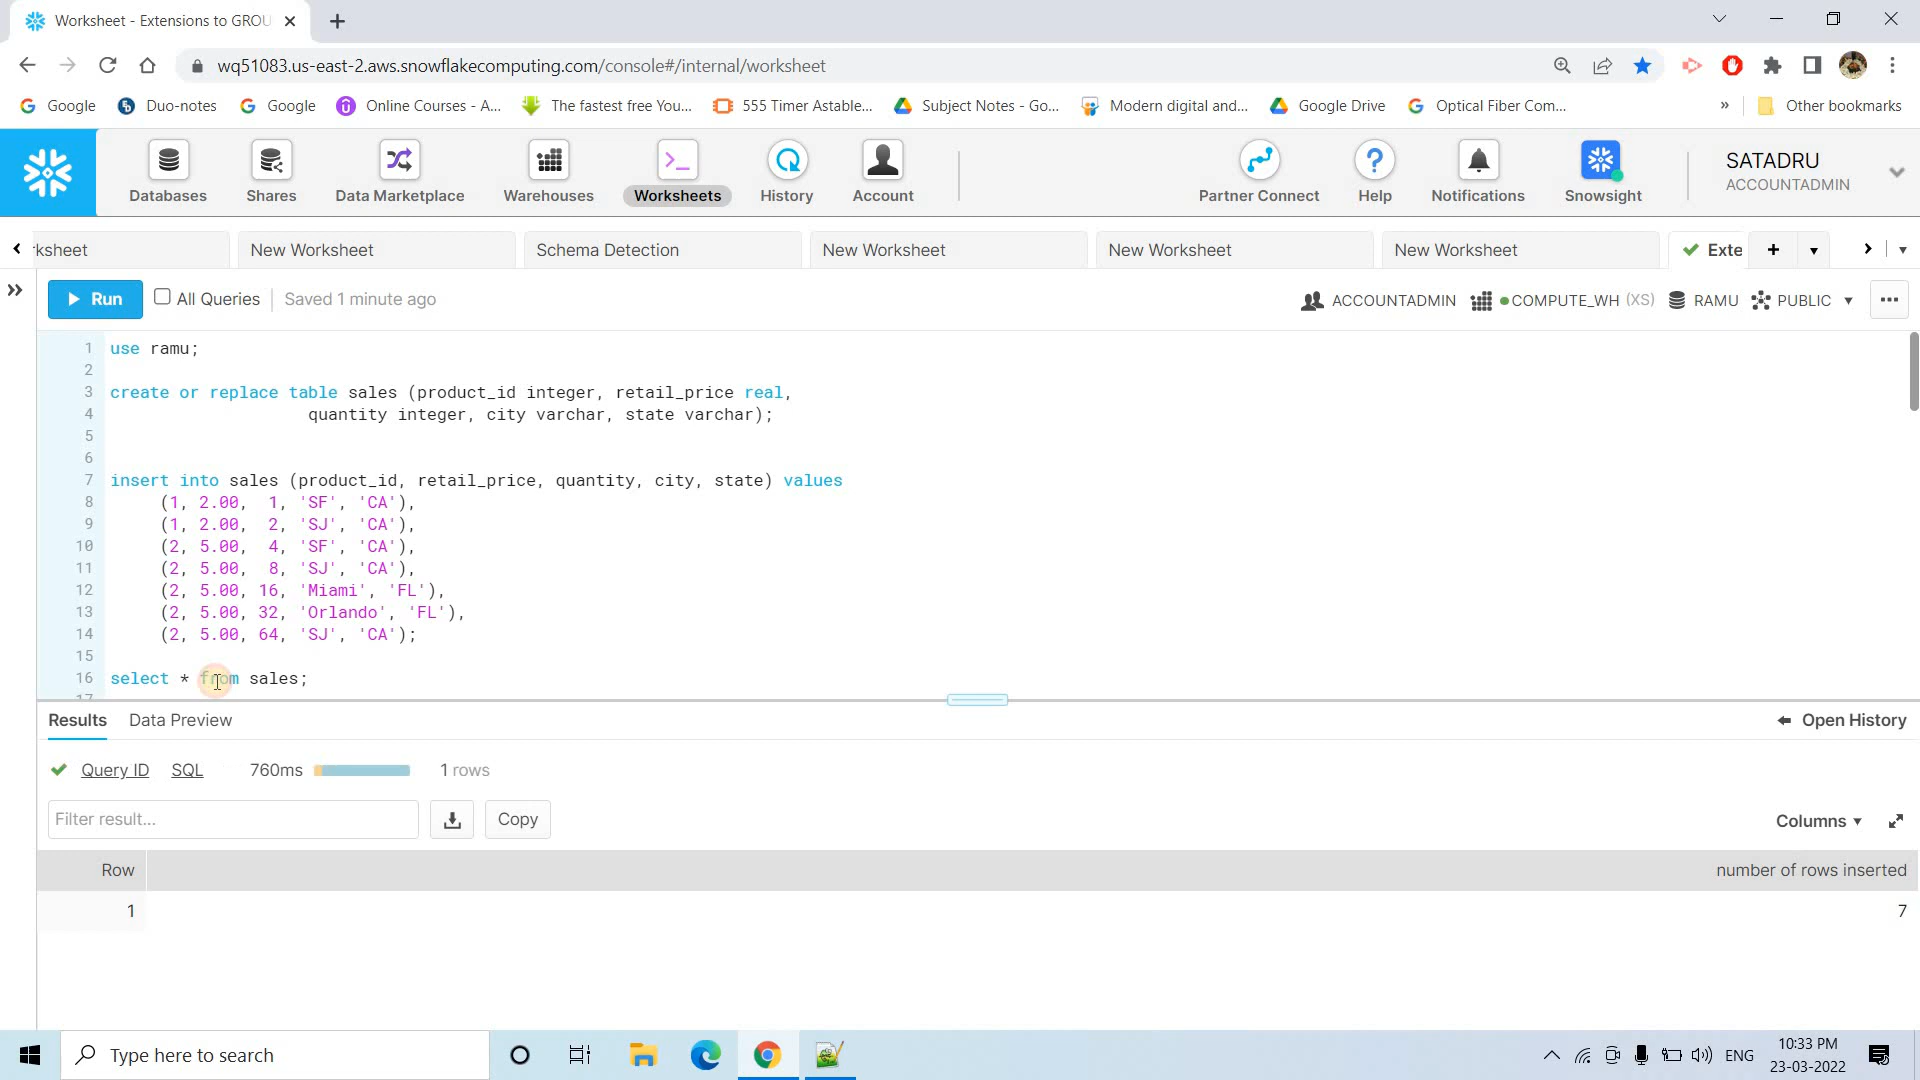 Worksheet - Extensions to GROU
wq51083.us-east-2.aws.snowflakecomputing.com/console#/internal/worksheet
Google Duo-notes Google Online Courses - A... The fastest free You... 555 Timer Astable... Subject Notes - Go... Modern digital and... Google Drive Optical Fiber Com... » Other bookmarks
Databases Shares Data Marketplace Warehouses Worksheets History Account Partner Connect Help Notifications Snowsight
SATADRU
ACCOUNTADMIN
ksheet New Worksheet Schema Detection New Worksheet New Worksheet New Worksheet Exte
Run All Queries Saved 1 minute ago ACCOUNTADMIN COMPUTE_WH (XS) RAMU PUBLIC
1 use ramu;
2
3 create or replace table sales (product_id integer, retail_price real,
4 quantity integer, city varchar, state varchar);
5
6
7 insert into sales (product_id, retail_price, quantity, city, state) values
8 (1, 2.00, 1, 'SF', 'CA'),
9 (1, 2.00, 2, 'SJ', 'CA'),
10 (2, 5.00, 4, 'SF', 'CA'),
11 (2, 5.00, 8, 'SJ', 'CA'),
12 (2, 5.00, 16, 'Miami', 'FL'),
13 (2, 5.00, 32, 'Orlando', 'FL'),
14 (2, 5.00, 64, 'SJ', 'CA');
15
16 select * from sales;
17
Results Data Preview Open History
Query ID SQL 760ms 1 rows
Filter result... Copy Columns
Row number of rows inserted
1 7
Type here to search
ENG
10:33 PM
23-03-2022